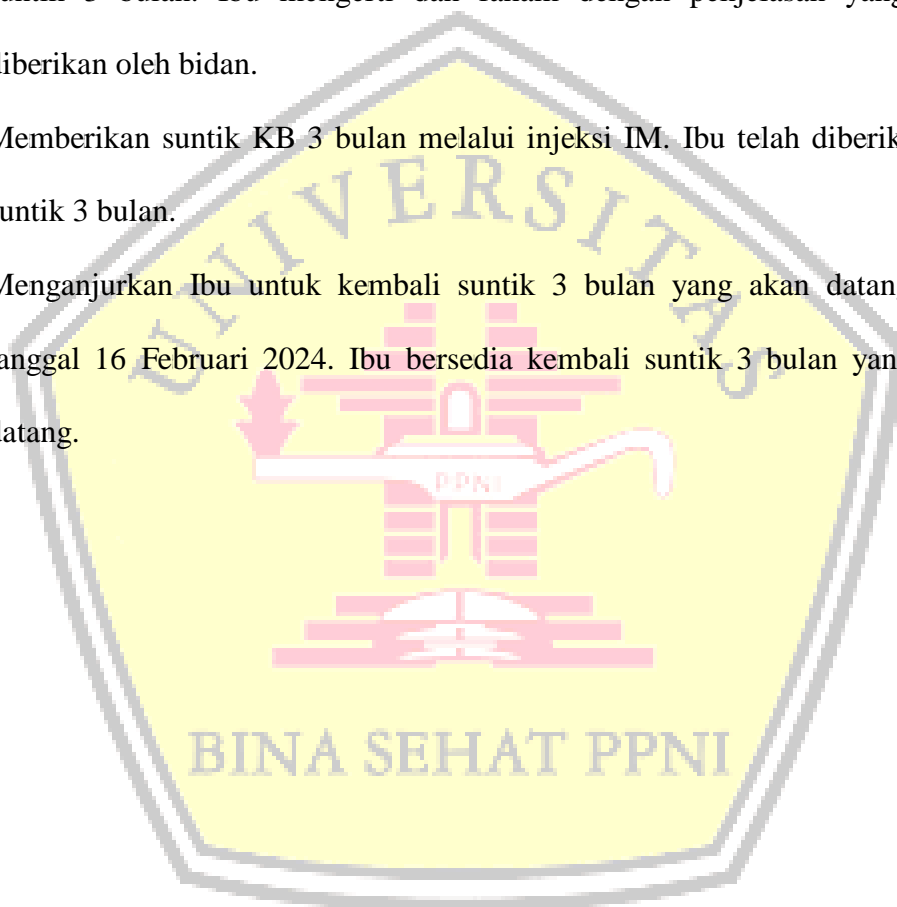 suntik 3 bulan. Ibu mengerti dan faham dengan penjelasan yang
diberikan oleh bidan.
Memberikan suntik KB 3 bulan melalui injeksi IM. Ibu telah diberik
suntik 3 bulan.
Menganjurkan Ibu untuk kembali suntik 3 bulan yang akan datang
tanggal 16 Februari 2024. Ibu bersedia kembali suntik 3 bulan yang
datang.
UNIVERSITAS
PPNI
BINA SEHAT PPNI